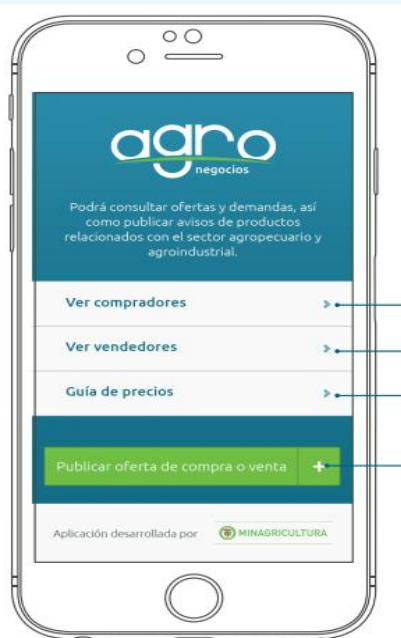 agro
negocios
Podrá consultar ofertas y demandas, así
como publicar avisos de productos
relacionados con el sector agropecuario y
agroindustrial.
Ver compradores
Ver vendedores
Guía de precios
Publicar oferta de compra o venta +
Aplicación desarrollada por MINAGRICULTURA